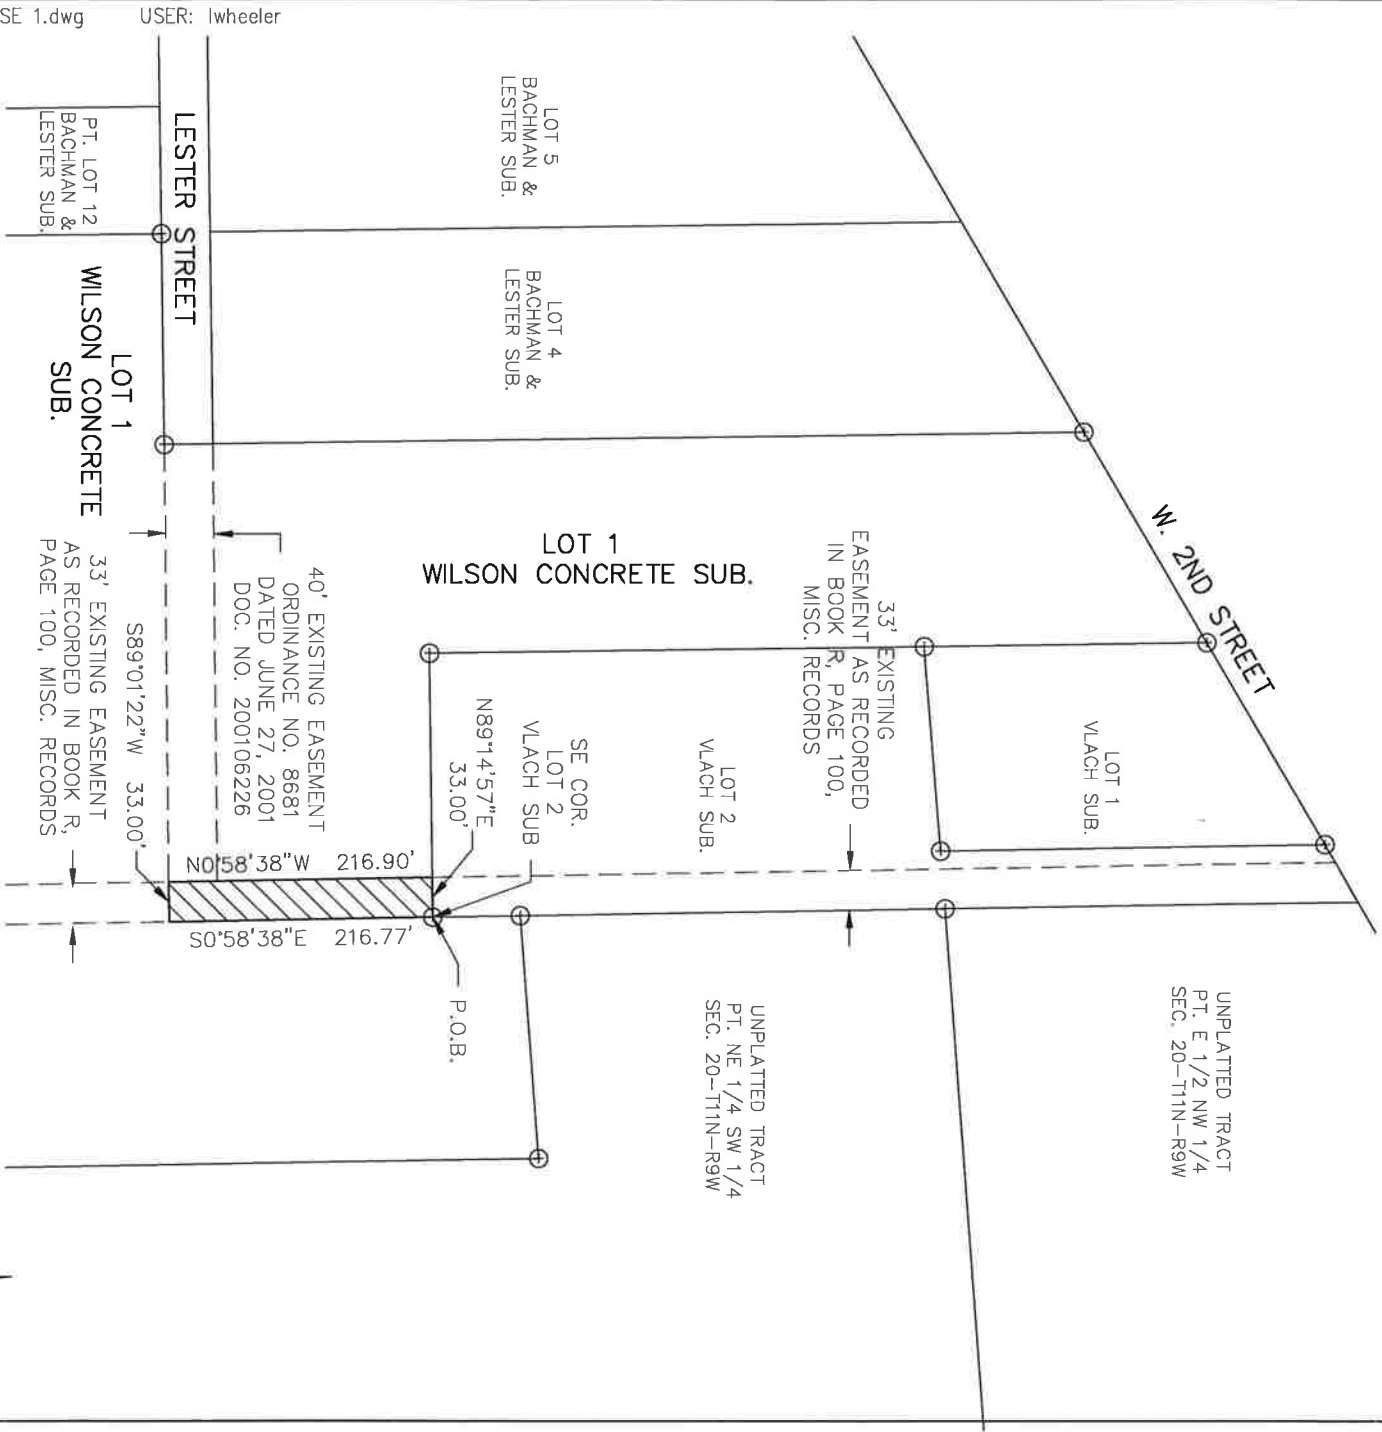 SE 1.dwg
USER: lwheeler
LOT 5
BACHMAN &
LESTER SUB.
LESTER STREET
PT. LOT 12
BACHMAN &
LESTER SUB.
LOT 4
BACHMAN &
LESTER SUB.
LOT 1
WILSON CONCRETE
SUB.
W. 2ND STREET
LOT 1
WILSON CONCRETE SUB.
33' EXISTING
EASEMENT AS RECORDED
IN BOOK R, PAGE 100,
MISC. RECORDS
40' EXISTING EASEMENT
ORDINANCE NO. 8681
DATED JUNE 27, 2001
DOC. NO. 200106226
33' EXISTING EASEMENT
AS RECORDED IN BOOK R,
PAGE 100, MISC. RECORDS
S89°01'22"W 33.00'
N89°14'57"E
33.00'
SE COR.
LOT 2
VLACH SUB
LOT 2
VLACH SUB.
LOT 1
VLACH SUB.
N0°58'38"W 216.90'
S0°58'38"E 216.77'
P.O.B.
UNPLATTED TRACT
PT. NE 1/4 SW 1/4
SEC. 20-T11N-R9W
UNPLATTED TRACT
PT. E 1/2 NW 1/4
SEC. 20-T11N-R9W